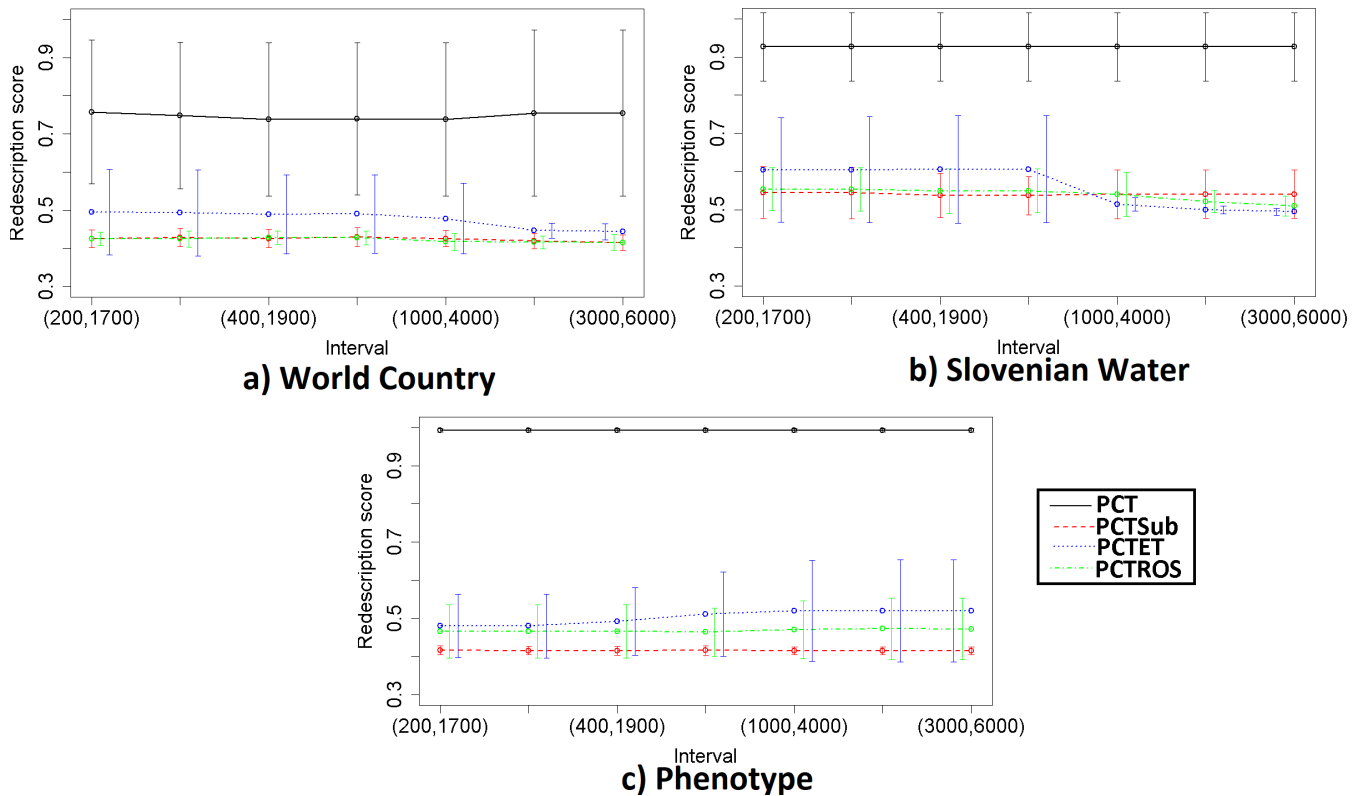 Redescription score
0.9
0.7
0.5
0.3
(200,1700) (400,1900) (1000,4000) (3000,6000)
Interval
a) World Country
Redescription score
0.9
0.7
0.5
0.3
(200,1700) (400,1900) (1000,4000) (3000,6000)
Interval
b) Slovenian Water
Redescription score
0.9
0.7
0.5
0.3
(200,1700) (400,1900) (1000,4000) (3000,6000)
Interval
c) Phenotype
PCT
PCTSub
PCTET
PCTROS